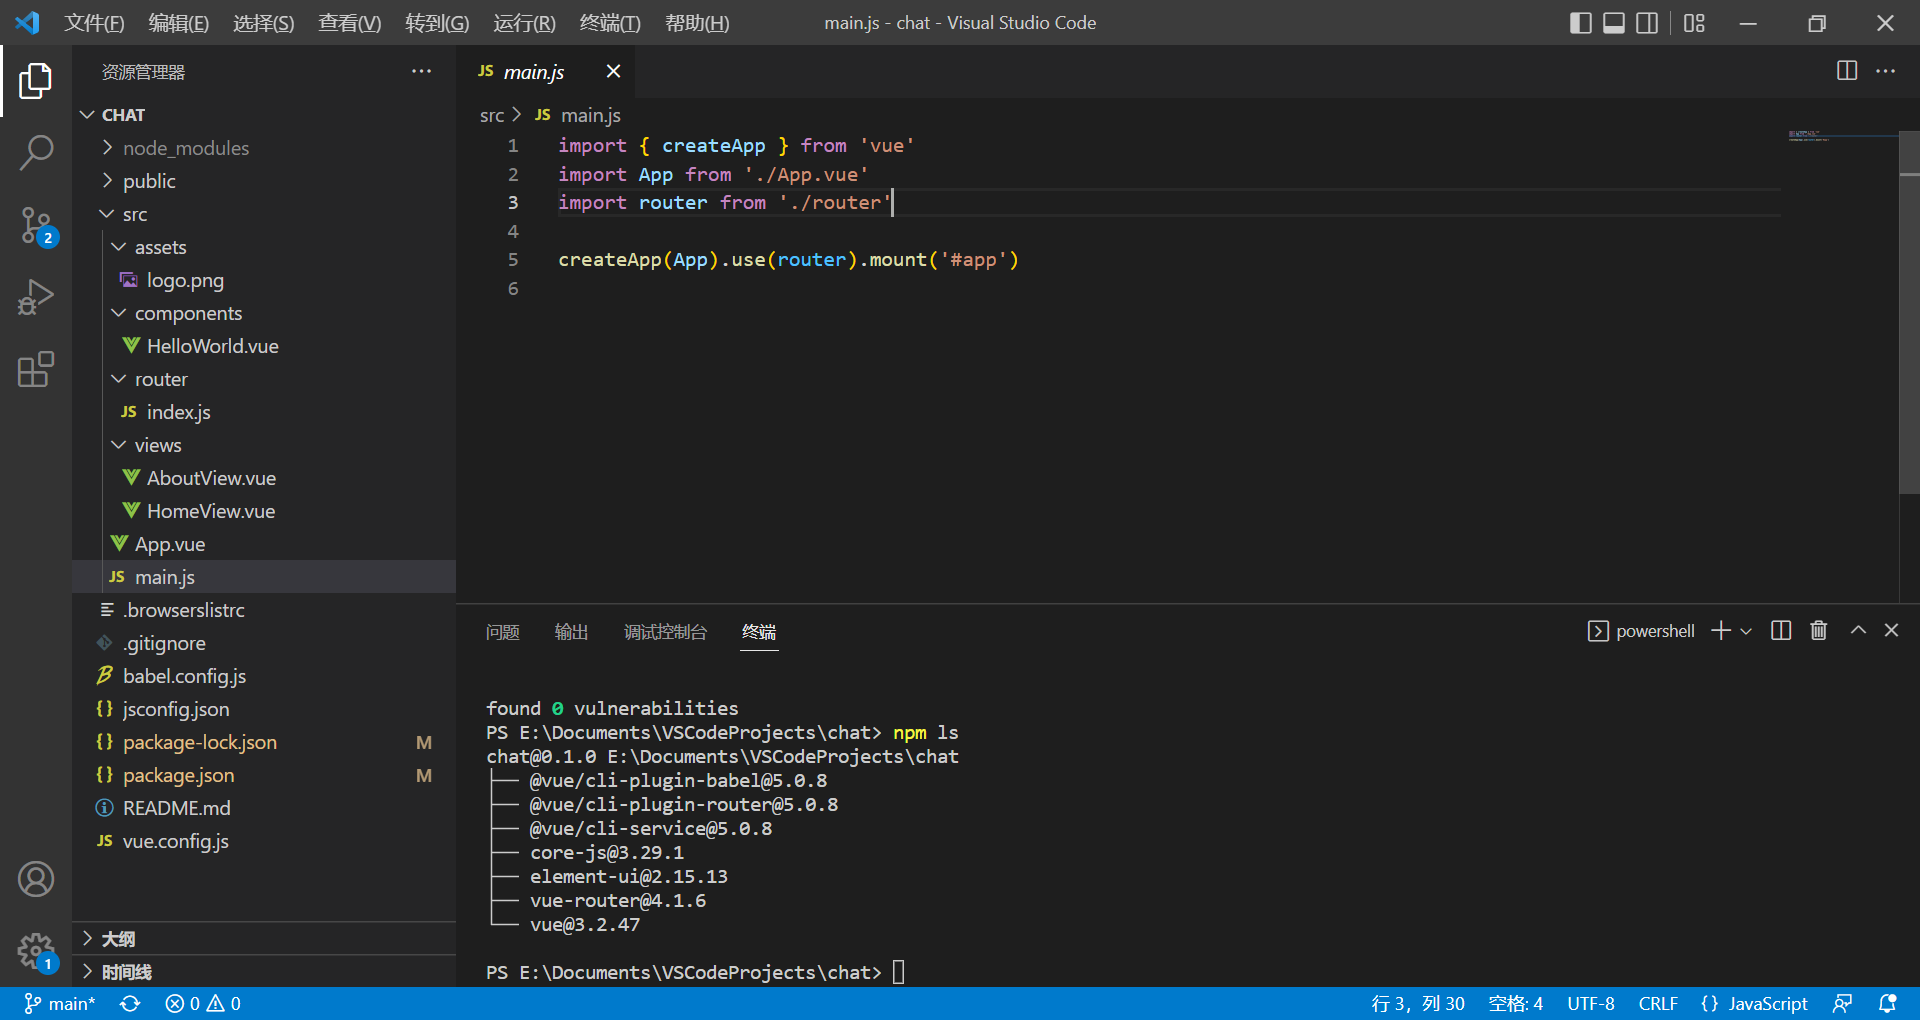 文件(F) 编辑(E) 选择(S) 查看(V) 转到(G) 运行(R) 终端(T) 帮助(H) main.js - chat - Visual Studio Code
资源管理器
CHAT
node_modules
public
src
assets
logo.png
components
HelloWorld.vue
router
JS index.js
views
AboutView.vue
HomeView.vue
App.vue
JS main.js
.browserslistrc
.gitignore
babel.config.js
{} jsconfig.json
{} package-lock.json M
{} package.json M
README.md
JS vue.config.js
大纲
时间线
2
1
JS main.js
src > JS main.js
1 import { createApp } from 'vue'
2 import App from './App.vue'
3 import router from './router'
4
5 createApp(App).use(router).mount('#app')
6
问题 输出 调试控制台 终端 powershell
found 0 vulnerabilities
PS E:\Documents\VSCodeProjects\chat> npm ls
chat@0.1.0 E:\Documents\VSCodeProjects\chat
├── @vue/cli-plugin-babel@5.0.8
├── @vue/cli-plugin-router@5.0.8
├── @vue/cli-service@5.0.8
├── core-js@3.29.1
├── element-ui@2.15.13
├── vue-router@4.1.6
└── vue@3.2.47
PS E:\Documents\VSCodeProjects\chat>
main* 0 0 行 3，列 30 空格: 4 UTF-8 CRLF {} JavaScript